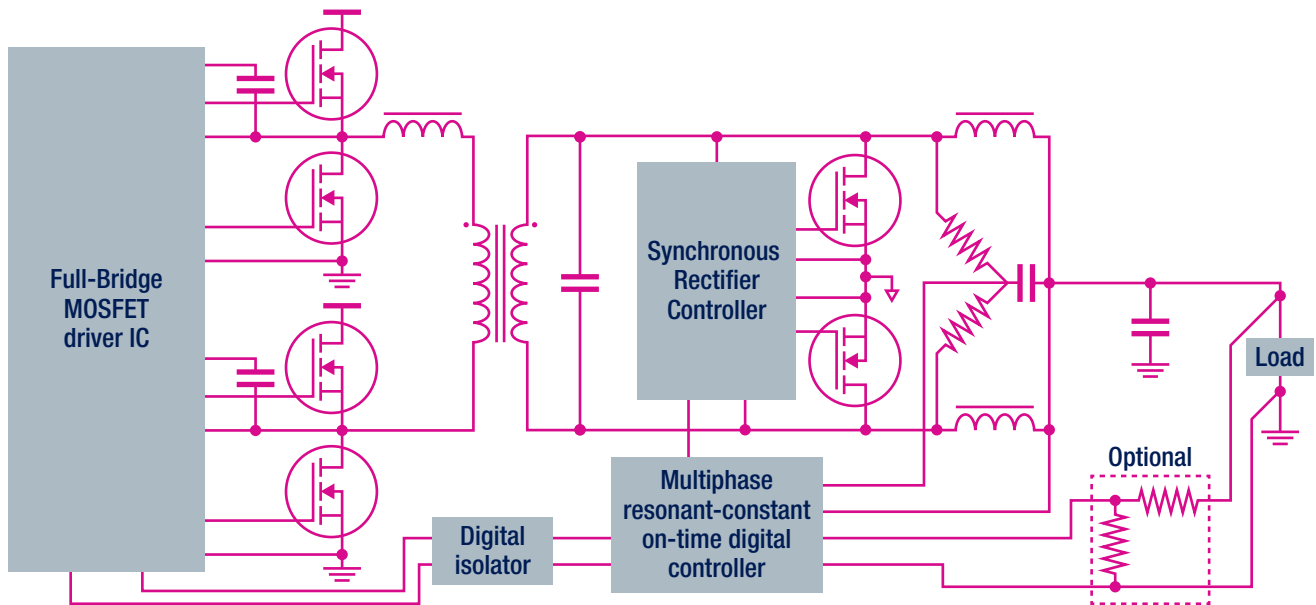 Full-Bridge
MOSFET
driver IC
Synchronous
Rectifier
Controller
Load
Optional
Multiphase
resonant-constant
on-time digital
controller
Digital
isolator